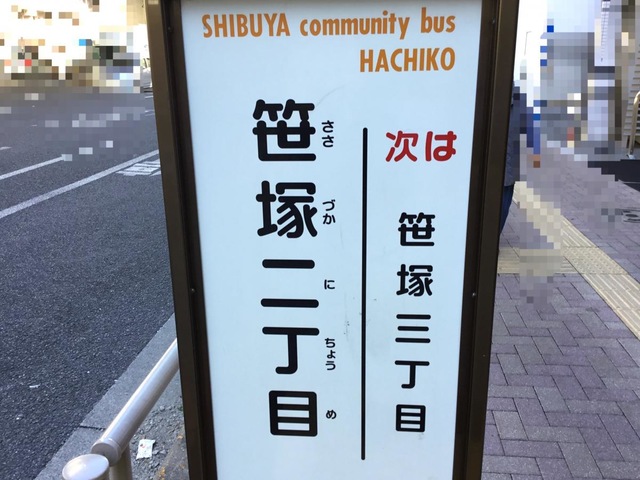 SHIBUYA community bus
HACHIKO
次は
笹塚三丁目
笹塚二丁目
ささづかにちょうめ